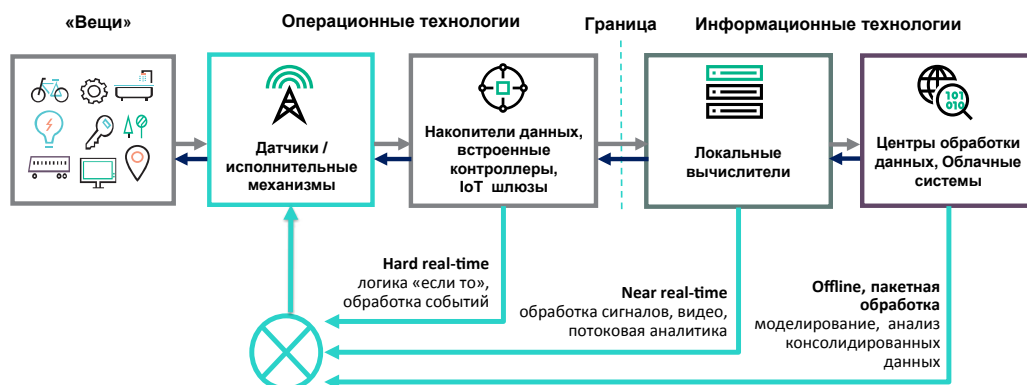 «Вещи»
Операционные технологии
Граница
Информационные технологии
Датчики /
исполнительные
механизмы
Накопители данных,
встроенные
контроллеры,
IoT шлюзы
Локальные
вычислители
101
010
Центры обработки
данных, Облачные
системы
Hard real-time
логика «если то»,
обработка событий
Near real-time
обработка сигналов, видео,
потоковая аналитика
Offline, пакетная
обработка
моделирование, анализ
консолидированных
данных